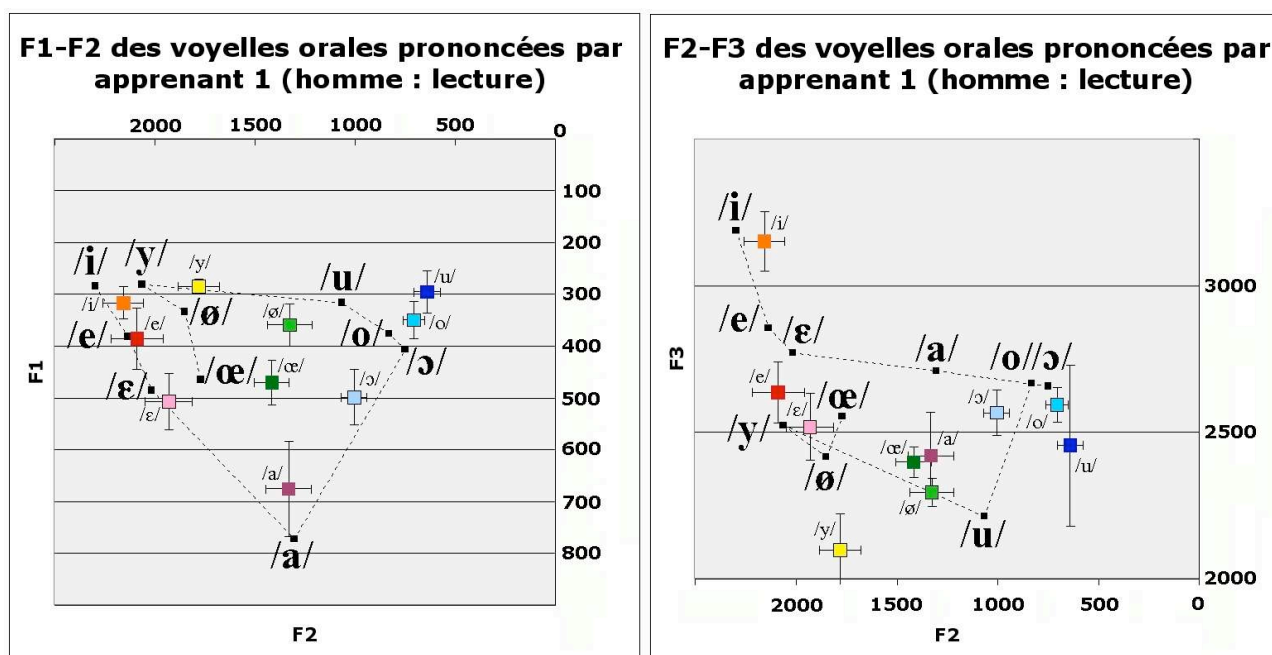 F1-F2 des voyelles orales prononcées par
apprenant 1 (homme : lecture)
2000 1500 1000 500 0
100
200
300
400
500
600
700
800
F1
F2
/i/
/y/
/u/
/ø/
/e/
/o/
/ɔ/
/œ/
/ɛ/
/a/
/y/
/u/
/i/
/ø/
/o/
/e/
/œ/
/ɔ/
/ɛ/
/a/
F2-F3 des voyelles orales prononcées par
apprenant 1 (homme : lecture)
3000
2500
2000
F3
2000 1500 1000 500 0
F2
/i/
/e/
/ɛ/
/a/
/o/ /ɔ/
/œ/
/y/
/ø/
/u/
/i/
/e/
/ɛ/
/ɔ/
/o/
/œ/
/a/
/u/
/ø/
/y/